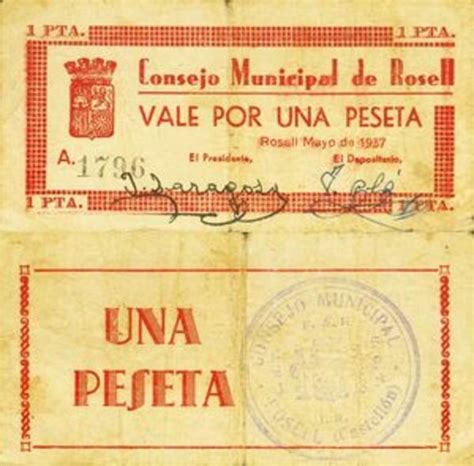 1 PTA. 1 PTA.
Consejo Municipal de Rosell
VALE POR UNA PESETA
Rosell Mayo de 1937
A. 1796 El Presidente, El Depositario,
1 PTA. 1 PTA.
UNA
PESETA
CONSEJO MUNICIPAL
ROSELL (Castellón)